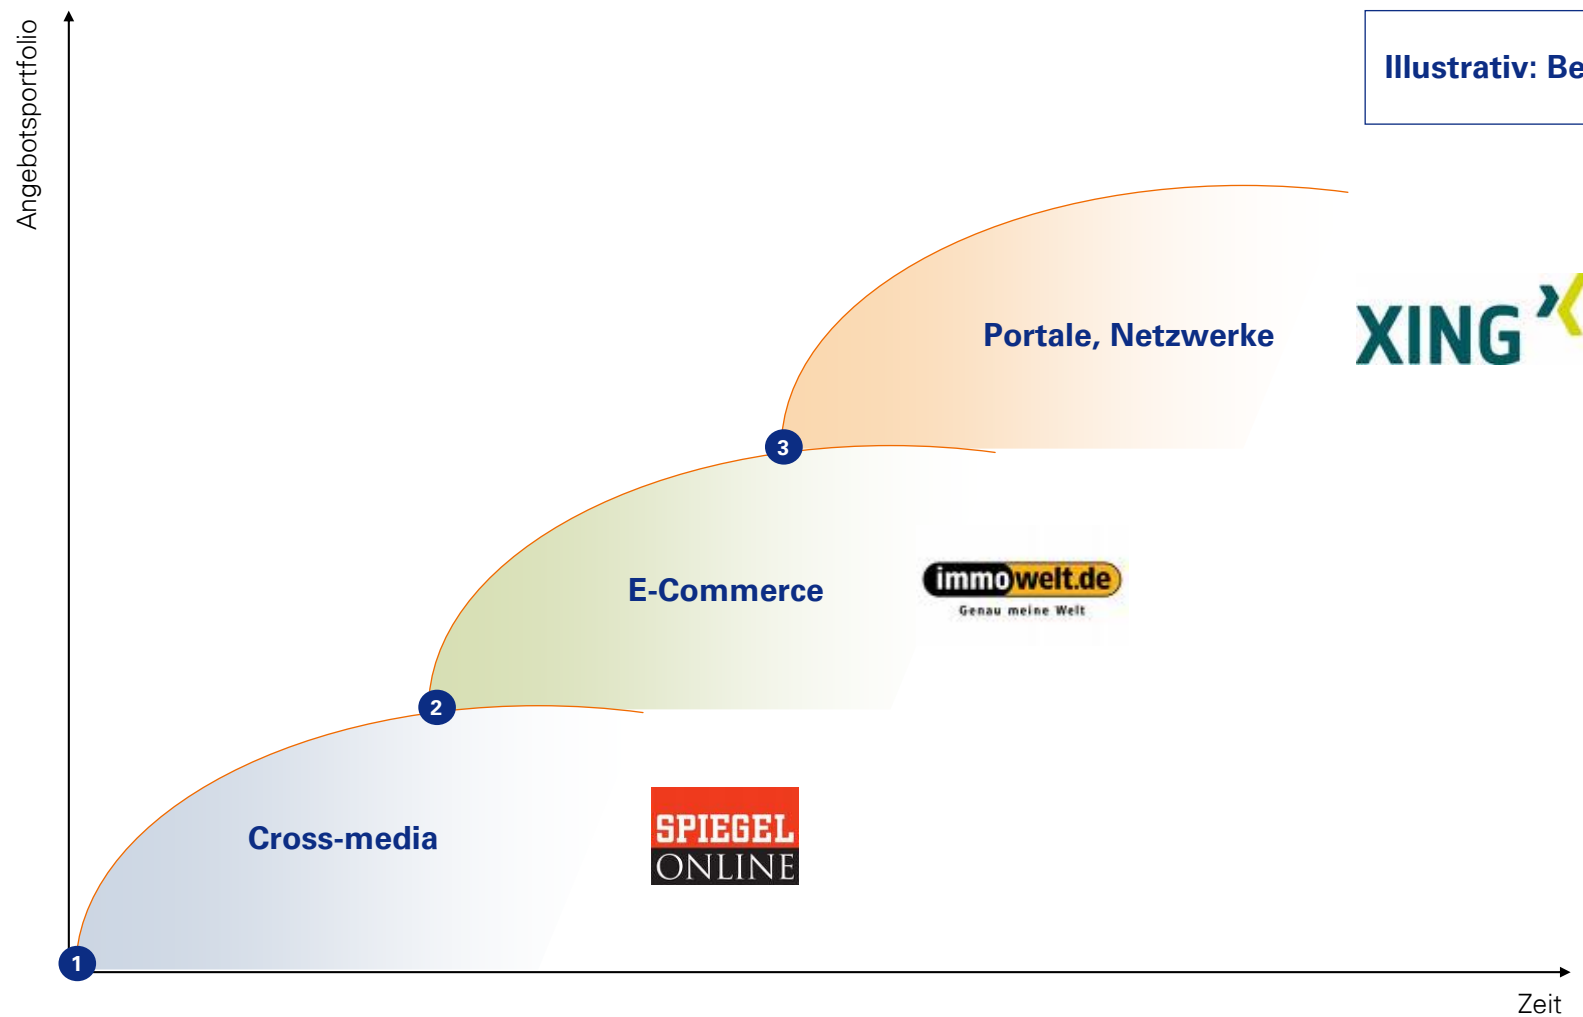 Angebotsportfolio
Illustrativ: Be
Portale, Netzwerke
XING
3
E-Commerce
immowelt.de
Genau meine Welt
2
Cross-media
SPIEGEL
ONLINE
1
Zeit